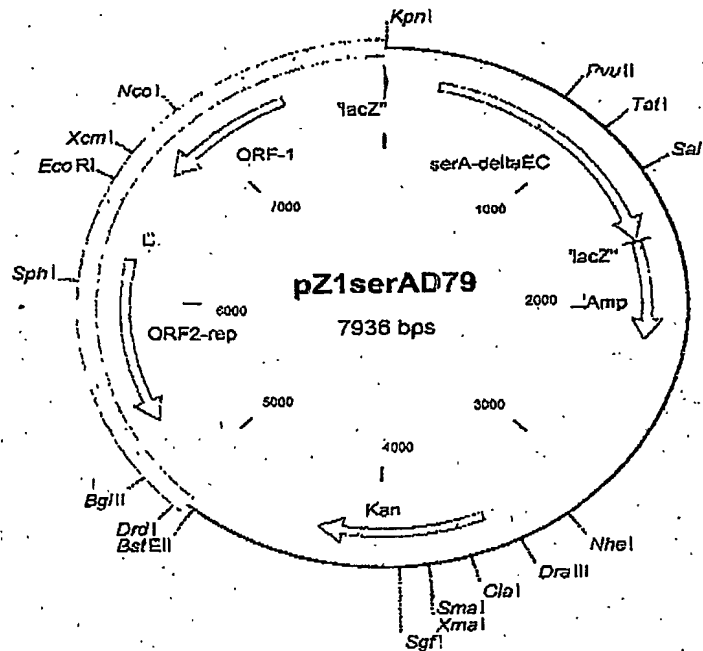 KpnI
PvuII
TatI
SalI
NcoI
XcmI
EcoRI
SphI
BglII
DrdI
BstEII
"lacZ"
ORF-1
serA-deltaEC
7000
1000
"lacZ"
pZ1serAD79
7936 bps
6000
2000
'Amp
ORF2-rep
5000
3000
4000
Kan
NheI
DraIII
ClaI
SmaI
XmaI
SgfI